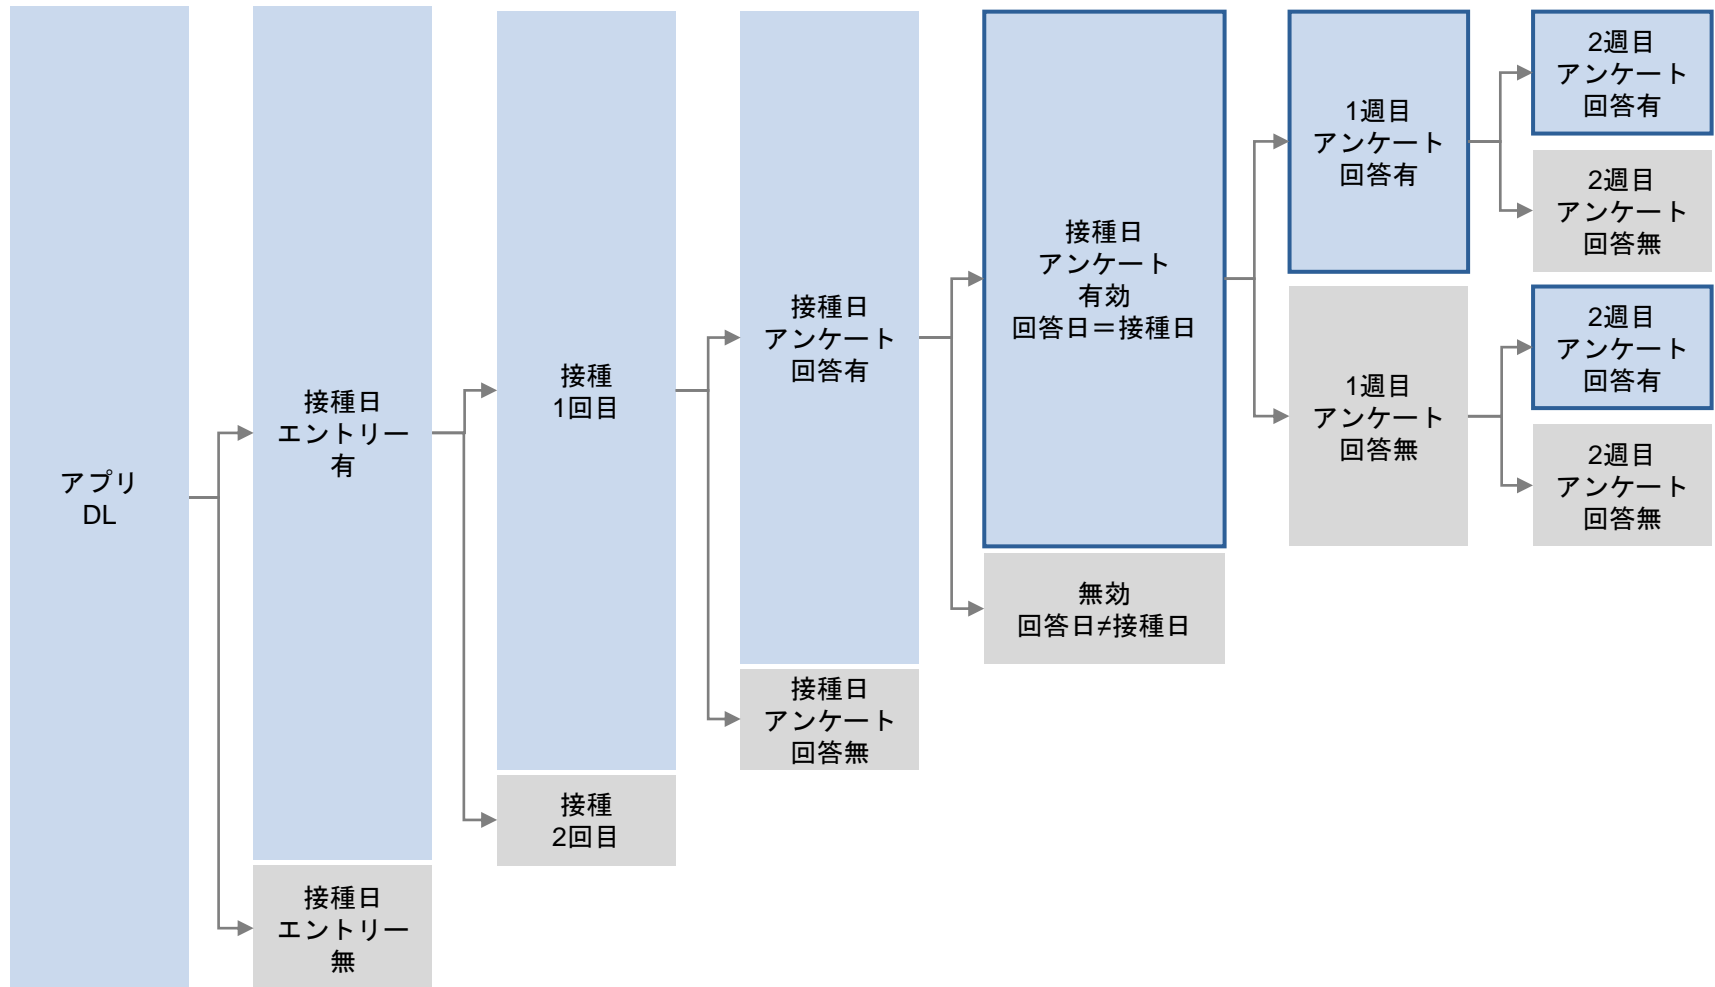 アプリ
DL
接種日
エントリー
有
接種日
エントリー
無
接種
1回目
接種
2回目
接種日
アンケート
回答有
接種日
アンケート
回答無
接種日
アンケート
有効
回答日＝接種日
無効
回答日≠接種日
1週目
アンケート
回答有
1週目
アンケート
回答無
2週目
アンケート
回答有
2週目
アンケート
回答無
2週目
アンケート
回答有
2週目
アンケート
回答無